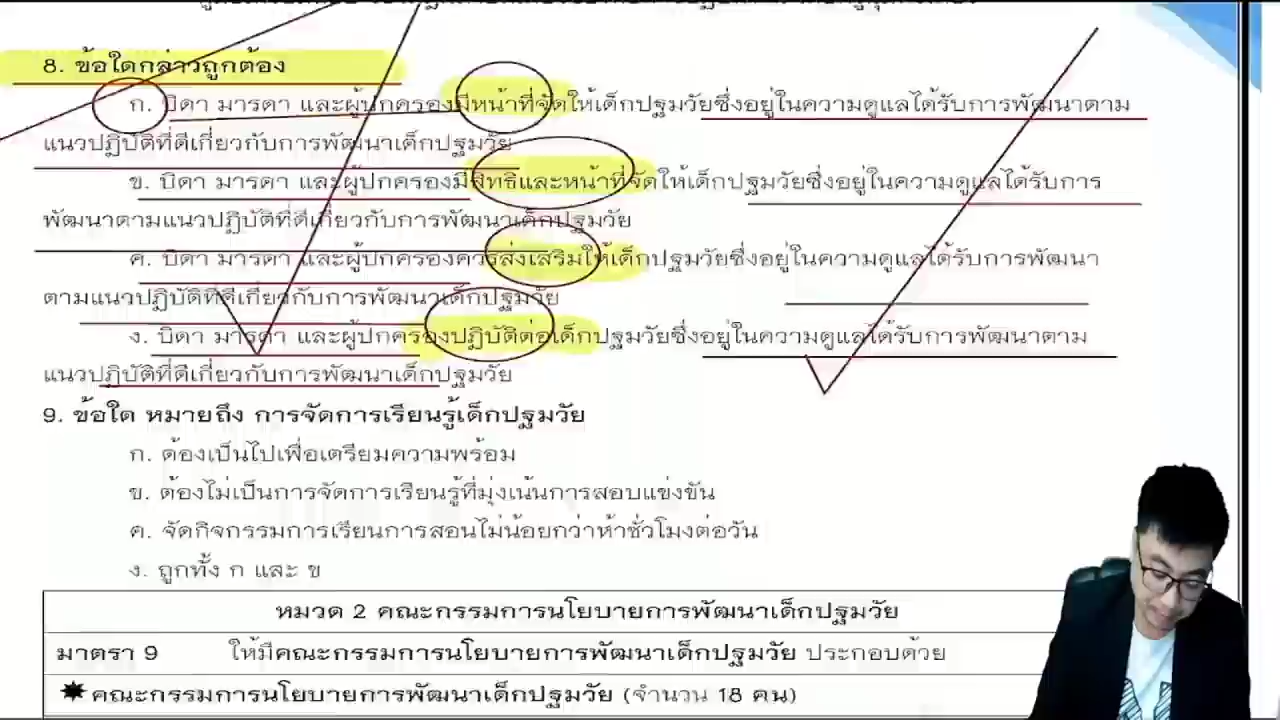 8. ข้อใดกล่าวถูกต้อง
ก. บิดา มารดา และผู้ปกครองมีหน้าที่จัดให้เด็กปฐมวัยซึ่งอยู่ในความดูแลได้รับการพัฒนาตาม
แนวปฏิบัติที่ดีเกี่ยวกับการพัฒนาเด็กปฐมวัย
ข. บิดา มารดา และผู้ปกครองมีสิทธิและหน้าที่จัดให้เด็กปฐมวัยซึ่งอยู่ในความดูแลได้รับการ
พัฒนาตามแนวปฏิบัติที่ดีเกี่ยวกับการพัฒนาเด็กปฐมวัย
ค. บิดา มารดา และผู้ปกครองควรส่งเสริมให้เด็กปฐมวัยซึ่งอยู่ในความดูแลได้รับการพัฒนา
ตามแนวปฏิบัติที่ดีเกี่ยวกับการพัฒนาเด็กปฐมวัย
ง. บิดา มารดา และผู้ปกครองปฏิบัติต่อเด็กปฐมวัยซึ่งอยู่ในความดูแลได้รับการพัฒนาตาม
แนวปฏิบัติที่ดีเกี่ยวกับการพัฒนาเด็กปฐมวัย
9. ข้อใด หมายถึง การจัดการเรียนรู้เด็กปฐมวัย
ก. ต้องเป็นไปเพื่อเตรียมความพร้อม
ข. ต้องไม่เป็นการจัดการเรียนรู้ที่มุ่งเน้นการสอบแข่งขัน
ค. จัดกิจกรรมการเรียนการสอนไม่น้อยกว่าห้าชั่วโมงต่อวัน
ง. ถูกทั้ง ก และ ข
หมวด 2 คณะกรรมการนโยบายการพัฒนาเด็กปฐมวัย
มาตรา 9 ให้มีคณะกรรมการนโยบายการพัฒนาเด็กปฐมวัย ประกอบด้วย
คณะกรรมการนโยบายการพัฒนาเด็กปฐมวัย (จำนวน 18 คน)